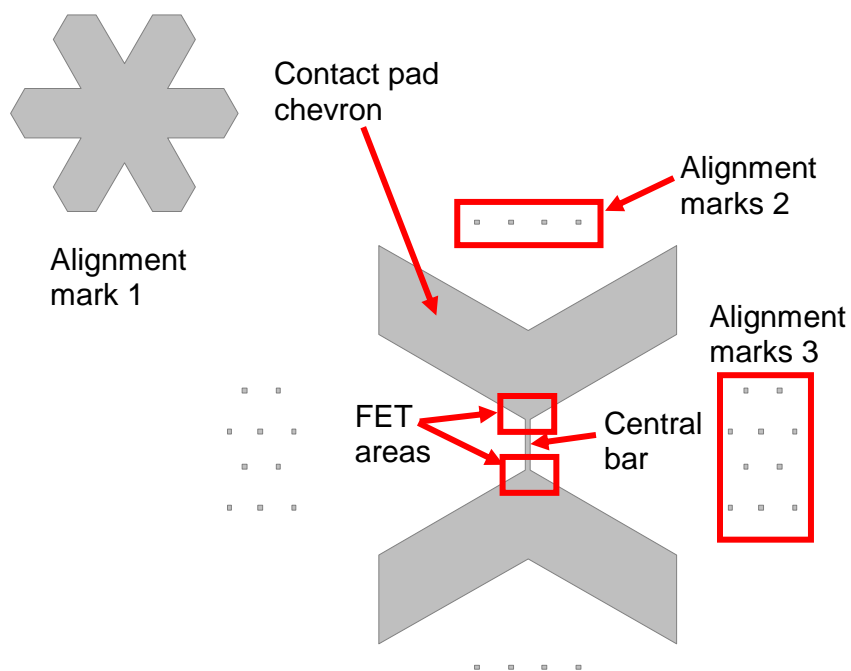 Contact pad
chevron
Alignment
marks 2
Alignment
mark 1
Alignment
marks 3
FET
areas
Central
bar